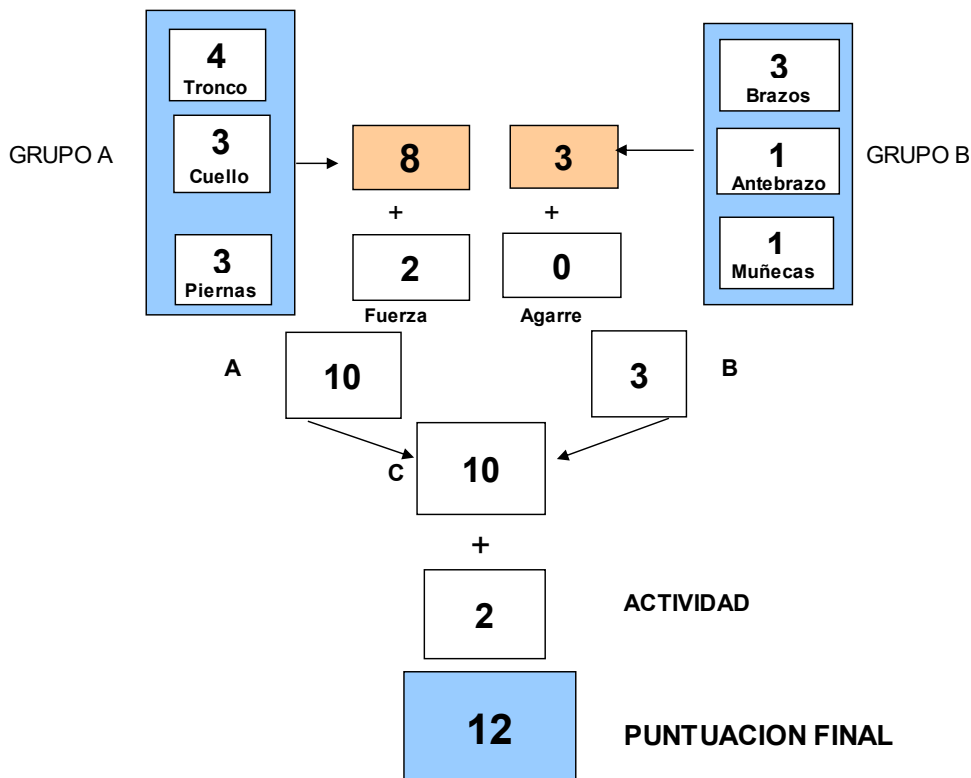 GRUPO A
4
Tronco
3
Cuello
3
Piernas
8
+
2
Fuerza
3
+
0
Agarre
3
Brazos
1
Antebrazo
1
Muñecas
GRUPO B
A
10
3
B
C
10
+
2
ACTIVIDAD
12
PUNTUACION FINAL